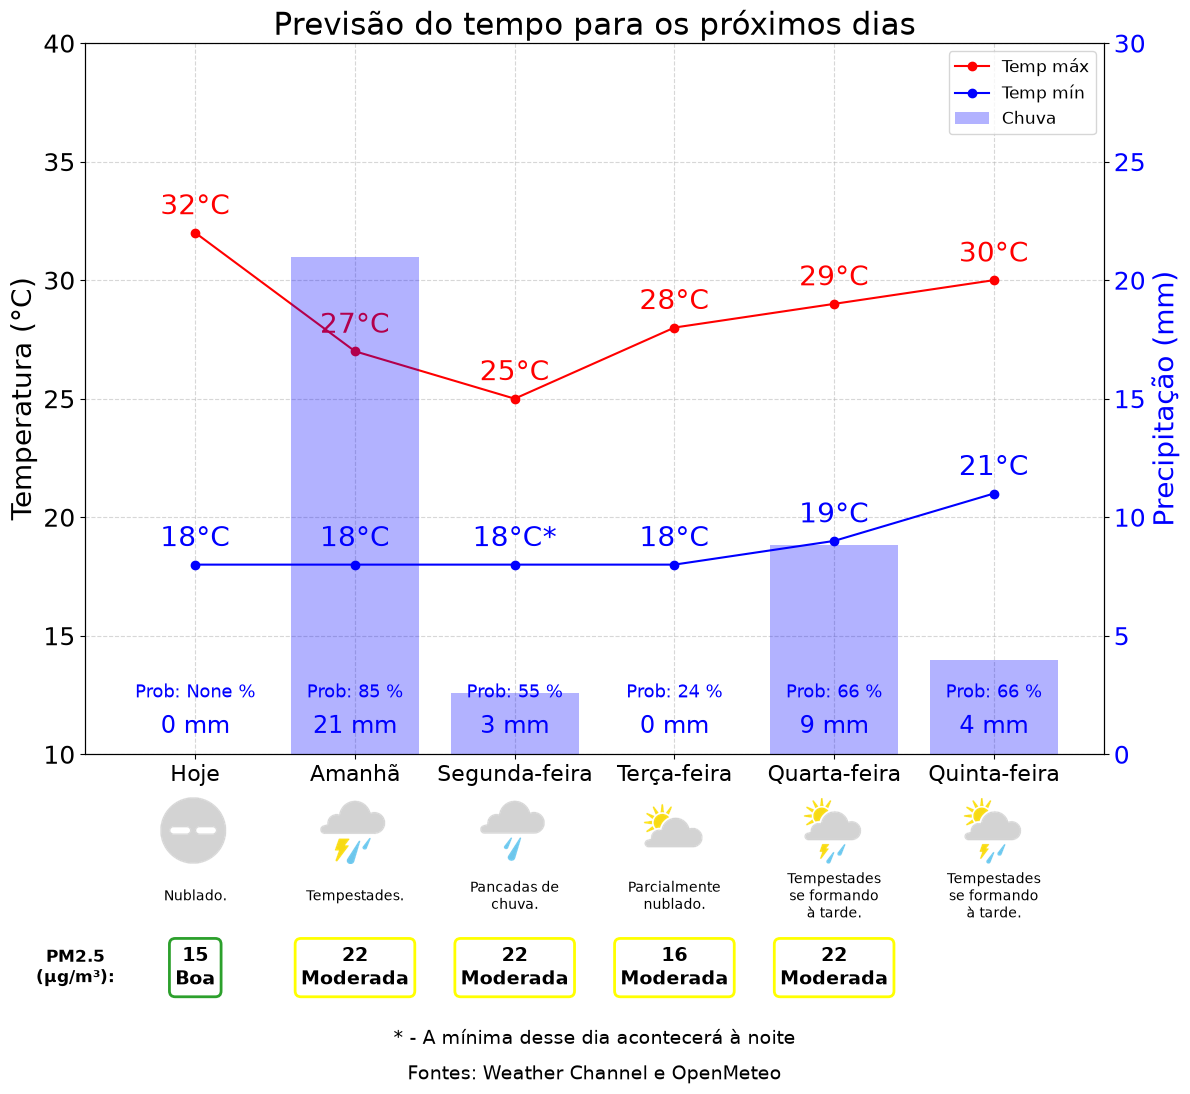 Previsão do tempo para os próximos dias
40
35
30
25
20
15
10
Temperatura (°C)
30
25
20
15
10
5
0
Precipitação (mm)
Temp máx
Temp mín
Chuva
32°C
27°C
25°C
28°C
29°C
30°C
18°C
18°C
18°C*
18°C
19°C
21°C
Prob: None %
Prob: 85 %
Prob: 55 %
Prob: 24 %
Prob: 66 %
Prob: 66 %
0 mm
21 mm
3 mm
0 mm
9 mm
4 mm
Hoje
Amanhã
Segunda-feira
Terça-feira
Quarta-feira
Quinta-feira
Nublado.
Tempestades.
Pancadas de
chuva.
Parcialmente
nublado.
Tempestades
se formando
à tarde.
Tempestades
se formando
à tarde.
PM2.5
(µg/m³):
15
Boa
22
Moderada
22
Moderada
16
Moderada
22
Moderada
* - A mínima desse dia acontecerá à noite
Fontes: Weather Channel e OpenMeteo